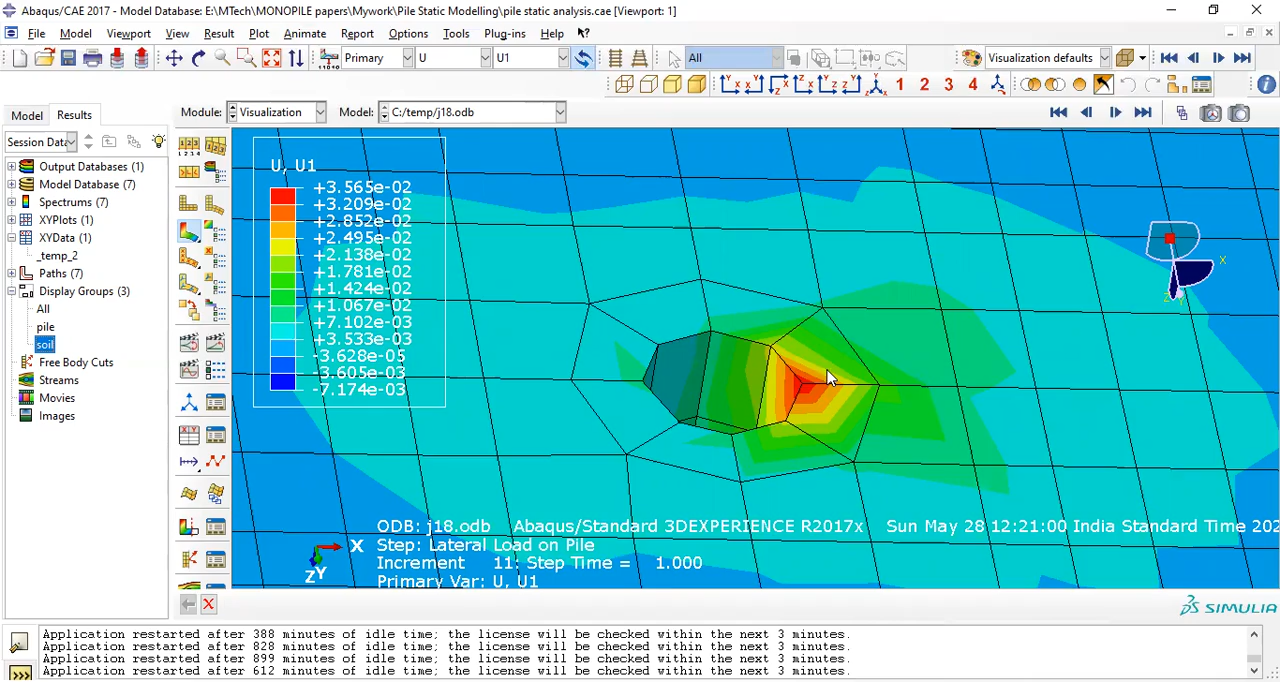 Abaqus/CAE 2017 - Model Database: E:\MTech\MONOPILE papers\Mywork\Pile Static Modelling\pile static analysis.cae [Viewport: 1]
File Model Viewport View Result Plot Animate Report Options Tools Plug-ins Help
Primary U U1 All Visualization defaults
1 2 3 4
Model Results Module: Visualization Model: C:/temp/j18.odb
Session Data
Output Databases (1)
Model Database (7)
Spectrums (7)
XYPlots (1)
XYData (1)
_temp_2
Paths (7)
Display Groups (3)
All
pile
soil
Free Body Cuts
Streams
Movies
Images
U, U1
+3.565e-02
+3.209e-02
+2.852e-02
+2.495e-02
+2.138e-02
+1.781e-02
+1.424e-02
+1.067e-02
+7.102e-03
+3.533e-03
-3.628e-05
-3.605e-03
-7.174e-03
X
ODB: j18.odb Abaqus/Standard 3DEXPERIENCE R2017x Sun May 28 12:21:00 India Standard Time 202
Step: Lateral Load on Pile
Increment 11: Step Time = 1.000
Primary Var: U, U1
X
ZY
SIMULIA
Application restarted after 388 minutes of idle time; the license will be checked within the next 3 minutes.
Application restarted after 828 minutes of idle time; the license will be checked within the next 3 minutes.
Application restarted after 899 minutes of idle time; the license will be checked within the next 3 minutes.
Application restarted after 612 minutes of idle time; the license will be checked within the next 3 minutes.
>>>